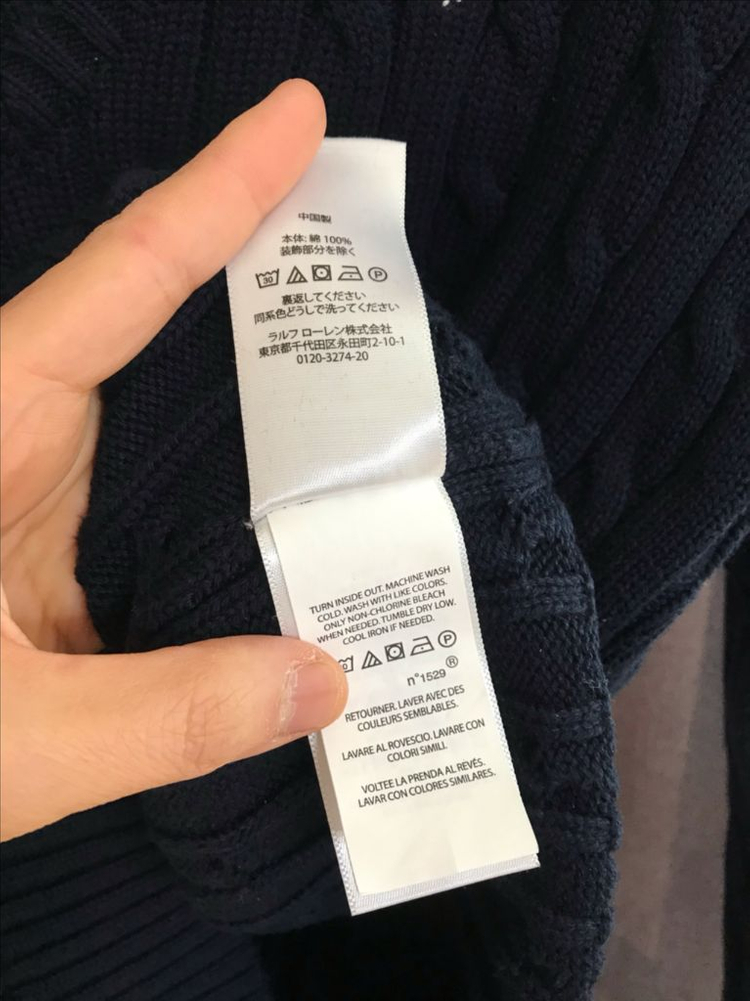 中国製
本体: 綿 100%
装飾部分を除く
30 P
裏返してください
同系色どうしで洗ってください
ラルフ ローレン株式会社
東京都千代田区永田町2-10-1
0120-3274-20
TURN INSIDE OUT. MACHINE WASH
COLD. WASH WITH LIKE COLORS.
ONLY NON-CHLORINE BLEACH
WHEN NEEDED. TUMBLE DRY LOW.
COOL IRON IF NEEDED.
P
n°1529 ®
RETOURNER. LAVER AVEC DES
COULEURS SEMBLABLES.
LAVARE AL ROVESCIO. LAVARE CON
COLORI SIMILI.
VOLTEE LA PRENDA AL REVÉS.
LAVAR CON COLORES SIMILARES.